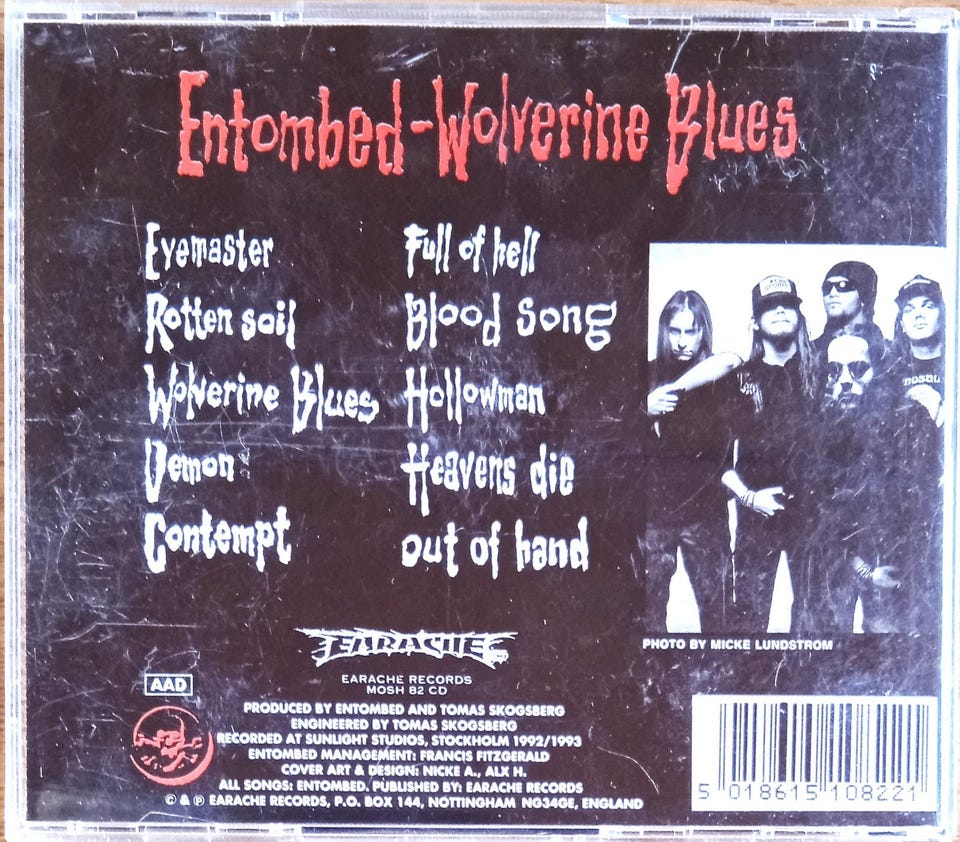 Entombed-Wolverine Blues
Eyemaster
Rotten soil
Wolverine Blues
Demon
Contempt
Full of hell
Blood Song
Hollowman
Heavens die
out of hand
PHOTO BY MICKE LUNDSTROM
EARACHE
EARACHE RECORDS
MOSH 82 CD
AAD
PRODUCED BY ENTOMBED AND TOMAS SKOGSBERG
ENGINEERED BY TOMAS SKOGSBERG
RECORDED AT SUNLIGHT STUDIOS, STOCKHOLM 1992/1993
ENTOMBED MANAGEMENT: FRANCIS FITZGERALD
COVER ART & DESIGN: NICKE A., ALX H.
ALL SONGS: ENTOMBED. PUBLISHED BY: EARACHE RECORDS
© & ℗ EARACHE RECORDS, P.O. BOX 144, NOTTINGHAM NG34GE, ENGLAND
5 018615 108221